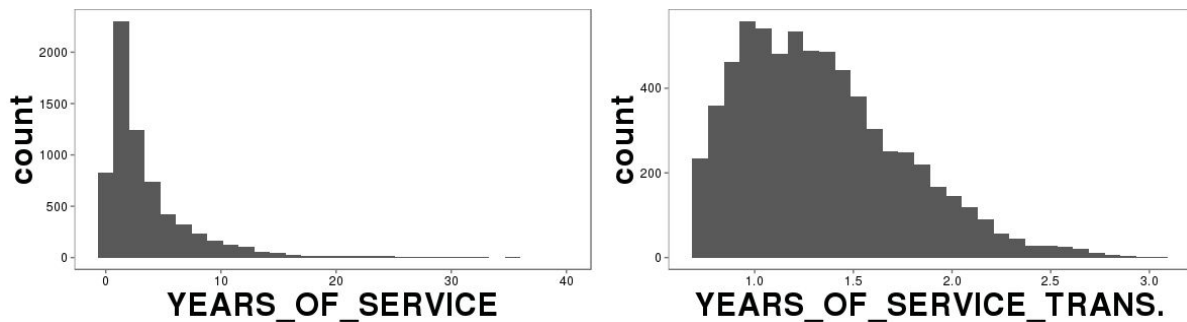 2000
1500
1000
500
0
count
0 10 20 30 40
YEARS_OF_SERVICE
400
200
0
count
1.0 1.5 2.0 2.5 3.0
YEARS_OF_SERVICE_TRANS.